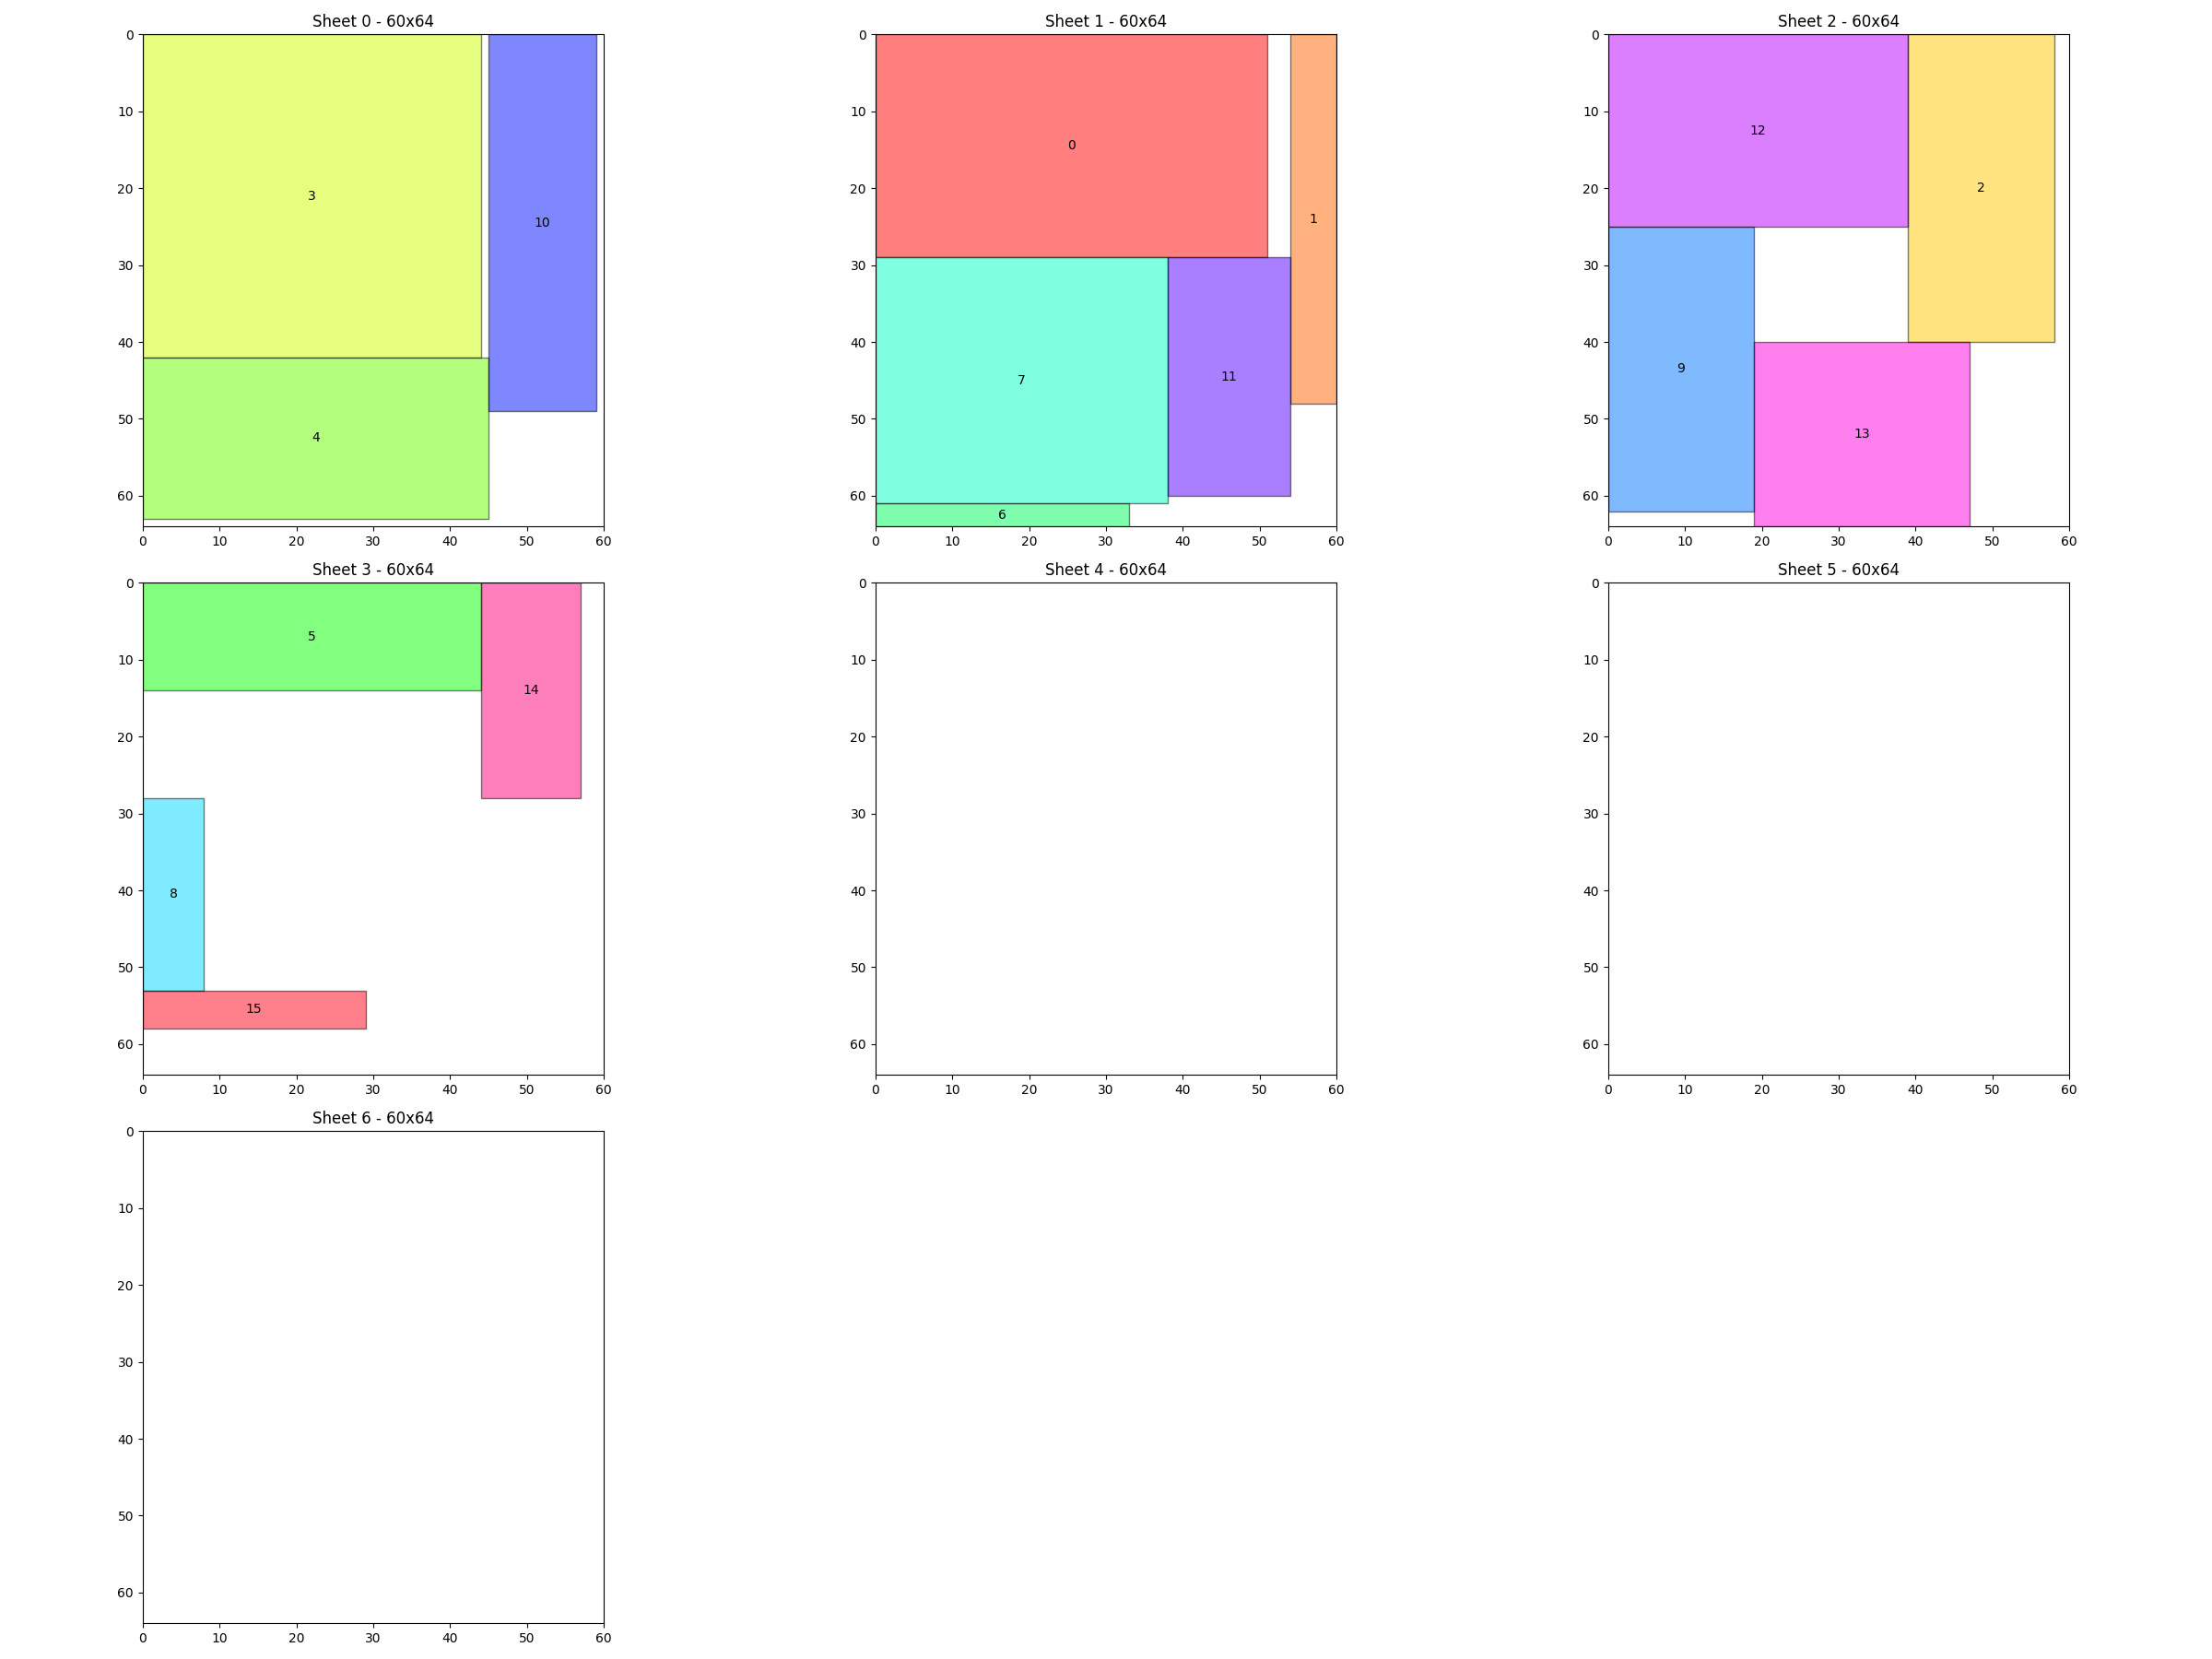 Sheet 0 - 60x64
Sheet 1 - 60x64
Sheet 2 - 60x64
0 0 0
12
10 10 10
0
3 2
20 20 20
10 1
30 30 30
40 40 40
9
7 11
50 50 50
4 13
60 60 60
6
0 10 20 30 40 50 60
0 10 20 30 40 50 60
0 10 20 30 40 50 60
Sheet 3 - 60x64
Sheet 4 - 60x64
Sheet 5 - 60x64
0 0 0
5
10 10 10
14
20 20 20
30 30 30
40 40 40
8
50 50 50
15
60 60 60
0 10 20 30 40 50 60
0 10 20 30 40 50 60
0 10 20 30 40 50 60
Sheet 6 - 60x64
0
10
20
30
40
50
60
0 10 20 30 40 50 60